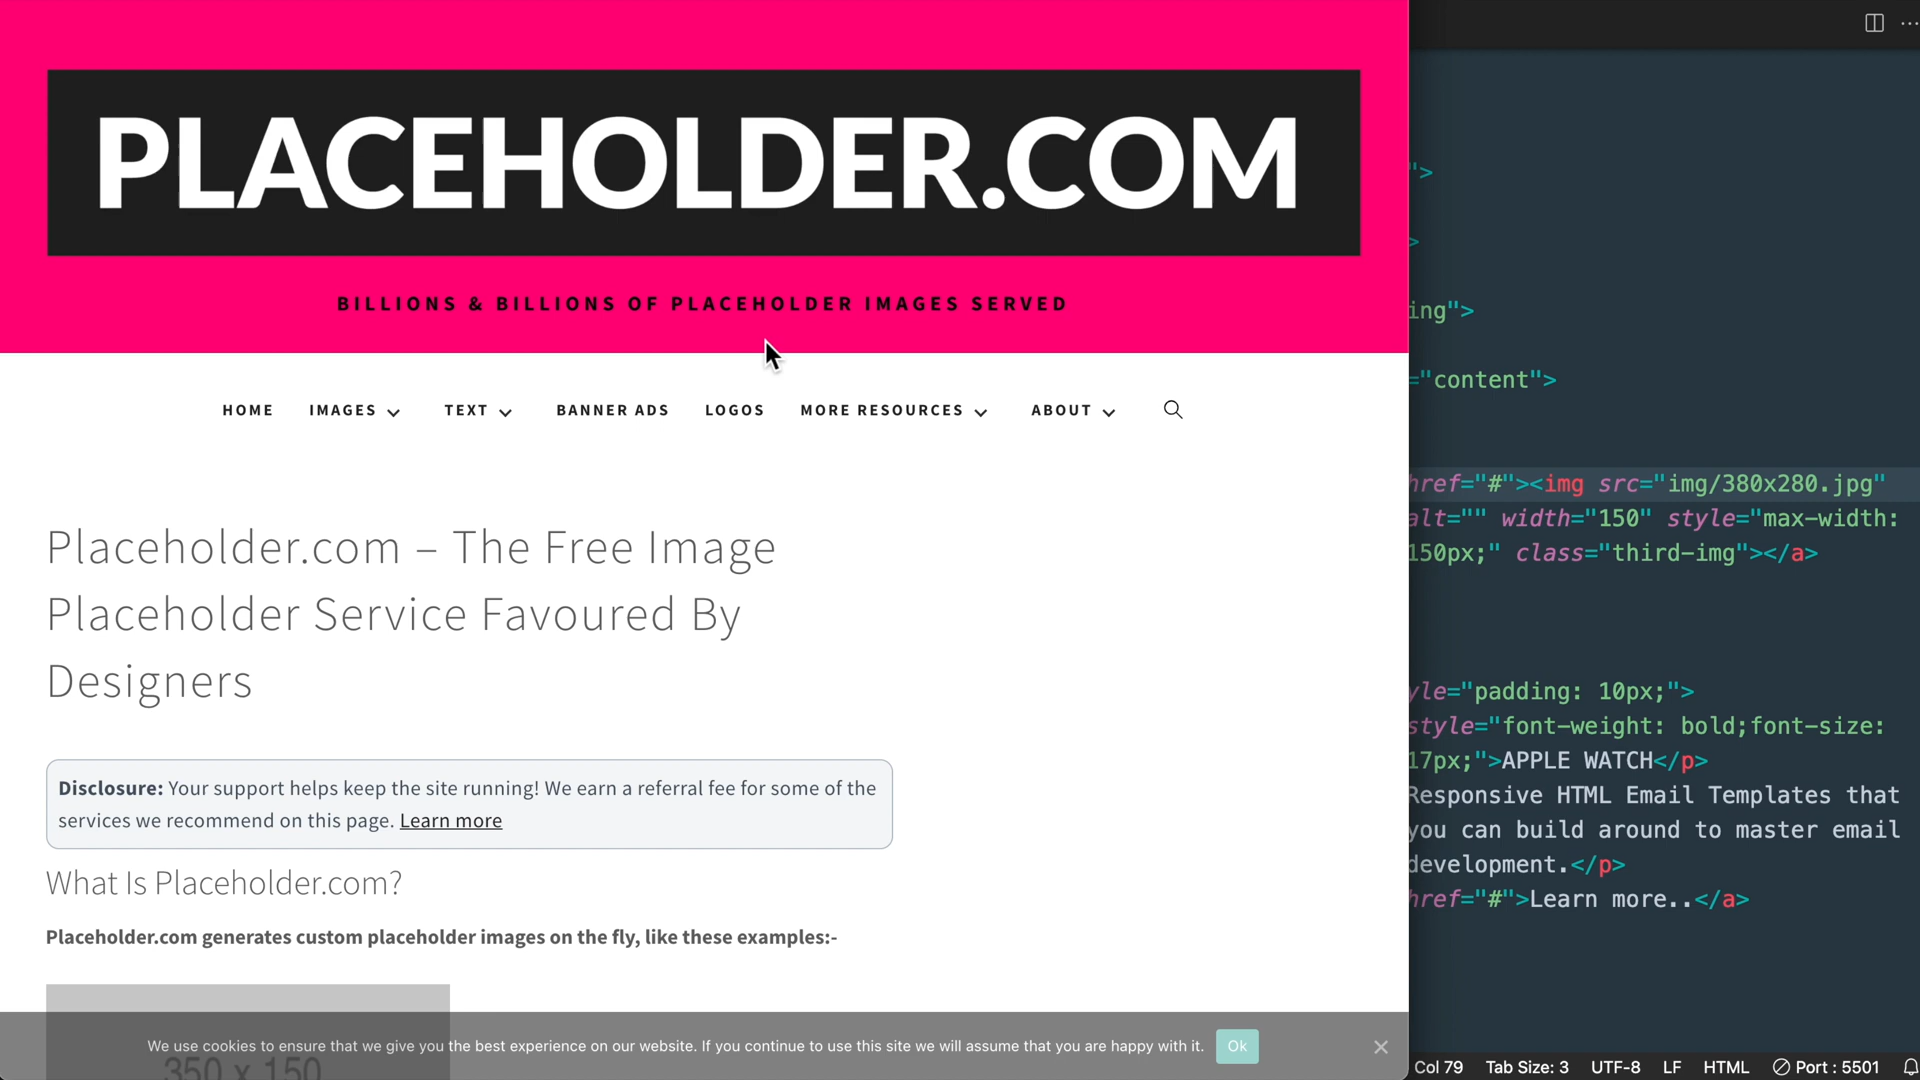 PLACEHOLDER.COM
BILLIONS & BILLIONS OF PLACEHOLDER IMAGES SERVED
HOME IMAGES TEXT BANNER ADS LOGOS MORE RESOURCES ABOUT
Placeholder.com – The Free Image
Placeholder Service Favoured By
Designers
Disclosure: Your support helps keep the site running! We earn a referral fee for some of the
services we recommend on this page. Learn more
What Is Placeholder.com?
Placeholder.com generates custom placeholder images on the fly, like these examples:-
350 x 150
We use cookies to ensure that we give you the best experience on our website. If you continue to use this site we will assume that you are happy with it. Ok
">
>
ing">
="content">
href="#"><img src="img/380x280.jpg"
alt="" width="150" style="max-width:
150px;" class="third-img"></a>
yle="padding: 10px;">
style="font-weight: bold;font-size:
17px;">APPLE WATCH</p>
Responsive HTML Email Templates that
you can build around to master email
development.</p>
href="#">Learn more..</a>
Col 79 Tab Size: 3 UTF-8 LF HTML Port : 5501